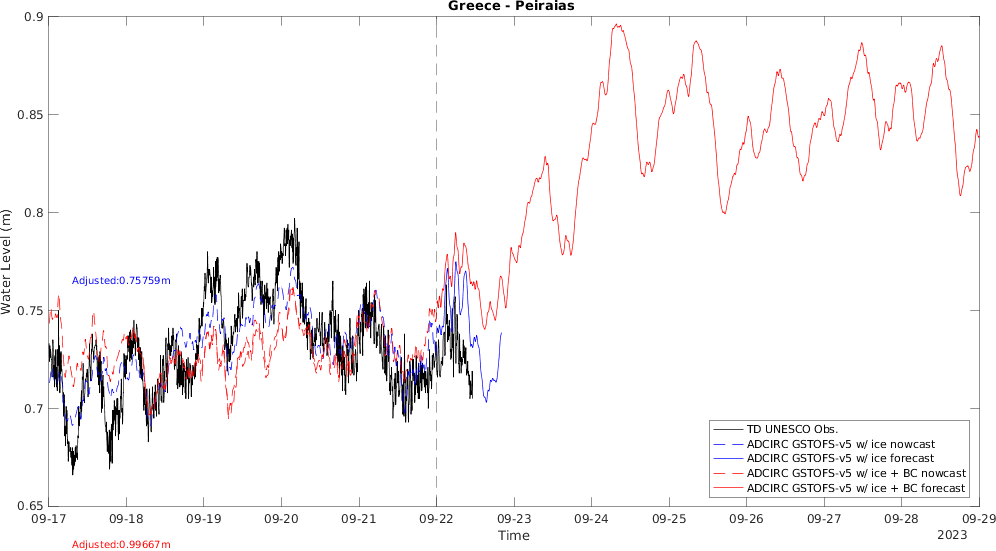 Greece - Peiraias
0.9
0.85
0.8
0.75
0.7
0.65
Water Level (m)
Adjusted:0.75759m
TD UNESCO Obs.
ADCIRC GSTOFS-v5 w/ ice nowcast
ADCIRC GSTOFS-v5 w/ ice forecast
ADCIRC GSTOFS-v5 w/ ice + BC nowcast
ADCIRC GSTOFS-v5 w/ ice + BC forecast
09-17 09-18 09-19 09-20 09-21 09-22 09-23 09-24 09-25 09-26 09-27 09-28 09-29
Time
2023
Adjusted:0.99667m